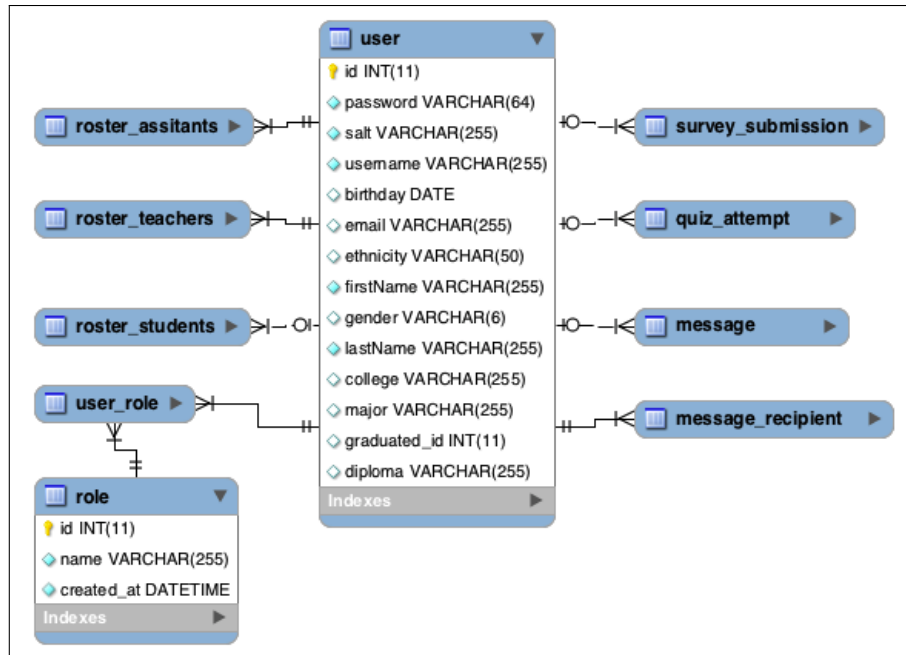 user
id INT(11)
password VARCHAR(64)
salt VARCHAR(255)
username VARCHAR(255)
birthday DATE
email VARCHAR(255)
ethnicity VARCHAR(50)
firstName VARCHAR(255)
gender VARCHAR(6)
lastName VARCHAR(255)
college VARCHAR(255)
major VARCHAR(255)
graduated_id INT(11)
diploma VARCHAR(255)
Indexes
roster_assitants
roster_teachers
roster_students
user_role
role
id INT(11)
name VARCHAR(255)
created_at DATETIME
Indexes
survey_submission
quiz_attempt
message
message_recipient